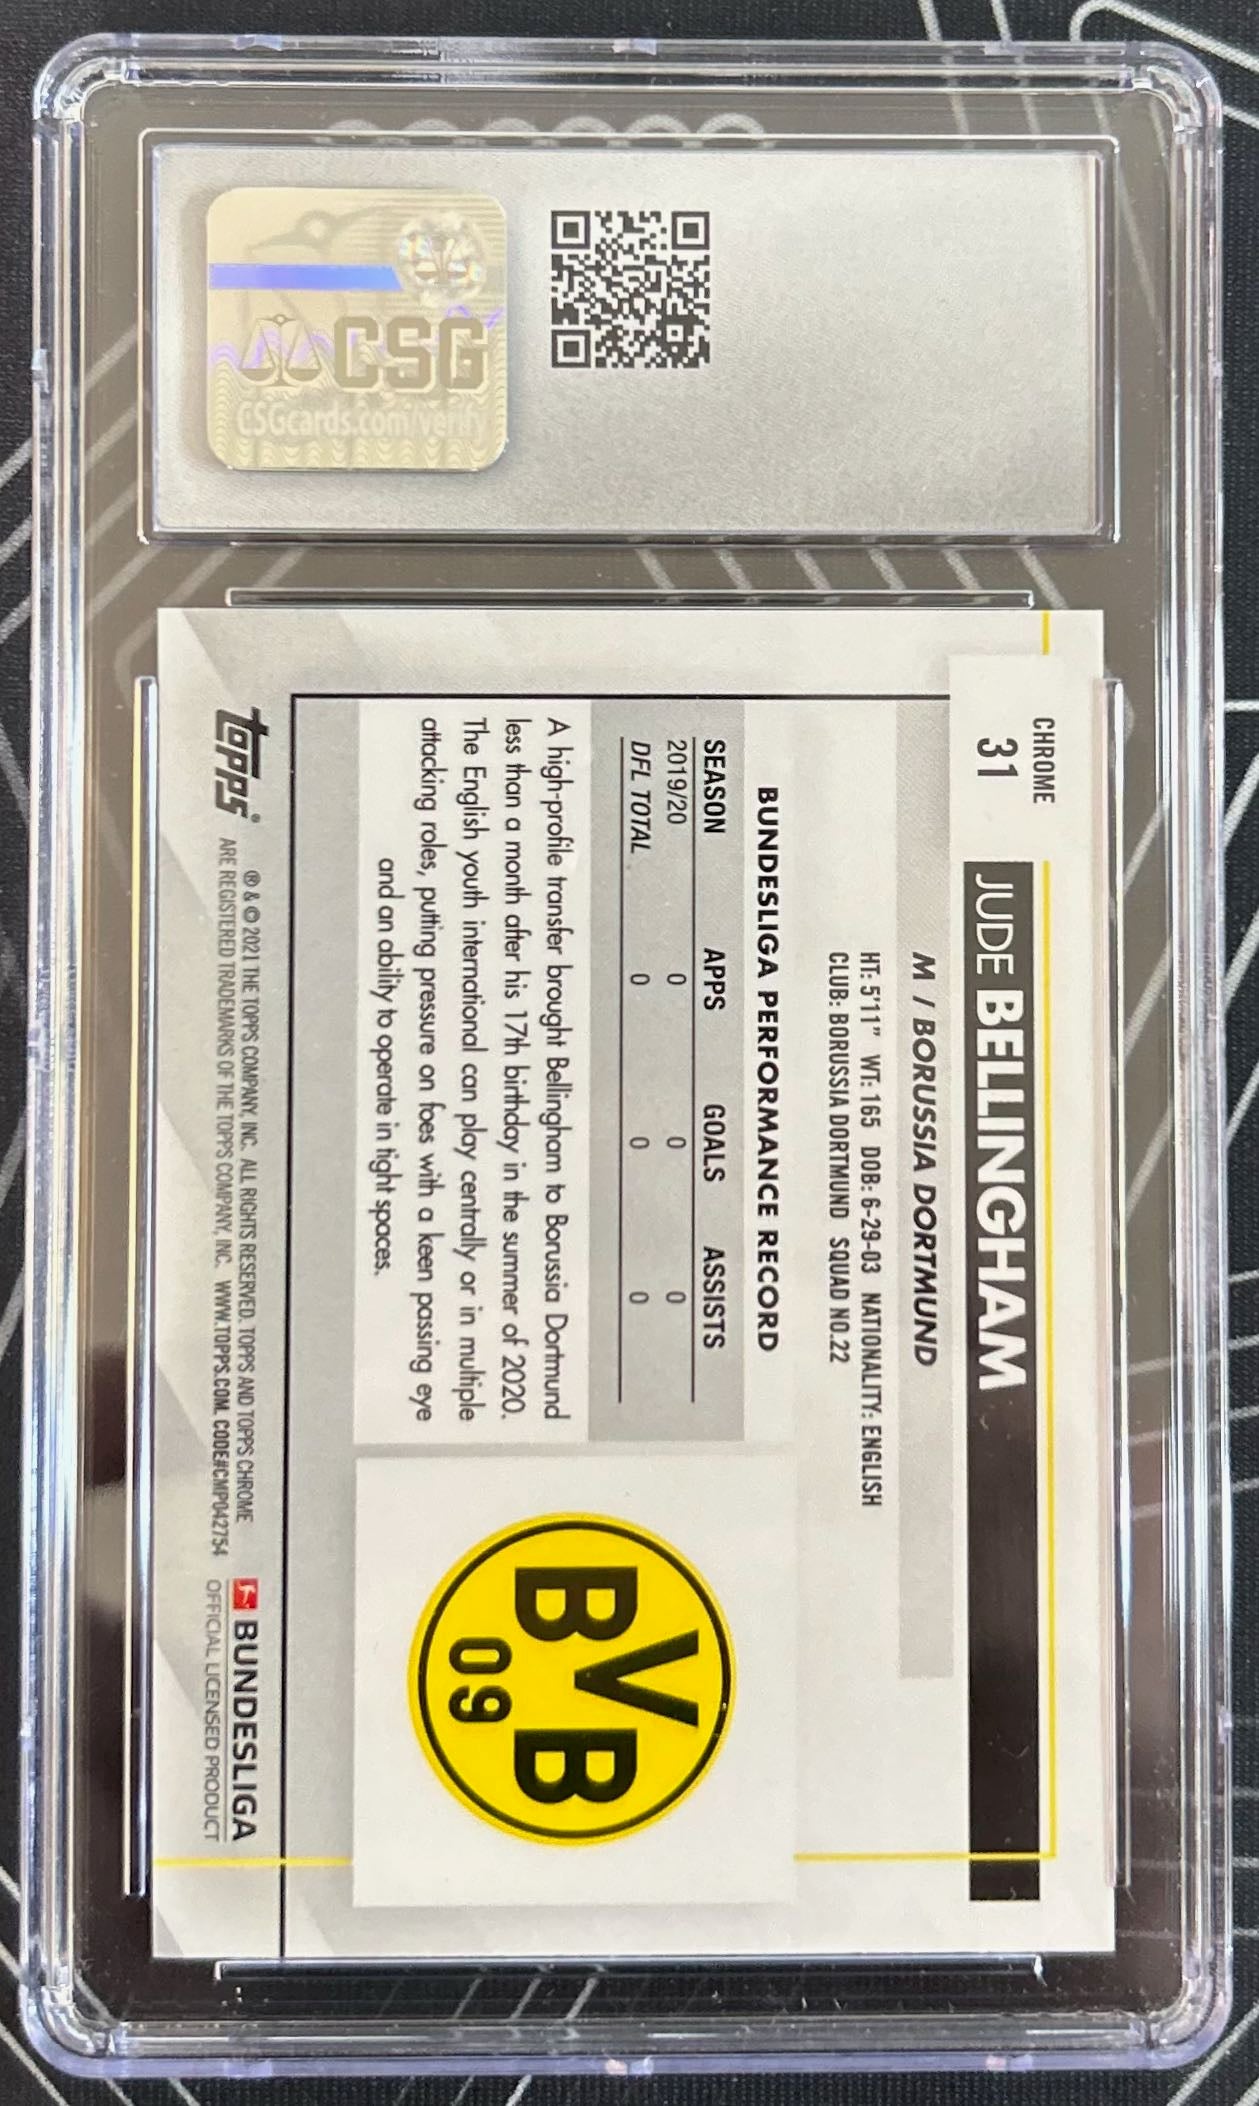 CSG
CSGcards.com/verify
CHROME
31
JUDE BELLINGHAM
M / BORUSSIA DORTMUND
HT: 5'11" WT: 165 DOB: 6-29-03 NATIONALITY: ENGLISH
CLUB: BORUSSIA DORTMUND SQUAD NO.22
BUNDESLIGA PERFORMANCE RECORD
SEASON APPS GOALS ASSISTS
2019/20 0 0 0
DFL TOTAL 0 0 0
A high-profile transfer brought Bellingham to Borussia Dortmund
less than a month after his 17th birthday in the summer of 2020.
The English youth international can play centrally or in multiple
attacking roles, putting pressure on foes with a keen passing eye
and an ability to operate in tight spaces.
BVB
09
topps®
® & © 2021 THE TOPPS COMPANY, INC. ALL RIGHTS RESERVED. TOPPS AND TOPPS CHROME
ARE REGISTERED TRADEMARKS OF THE TOPPS COMPANY, INC. WWW.TOPPS.COM. CODE#CMP042754
BUNDESLIGA
OFFICIAL LICENSED PRODUCT